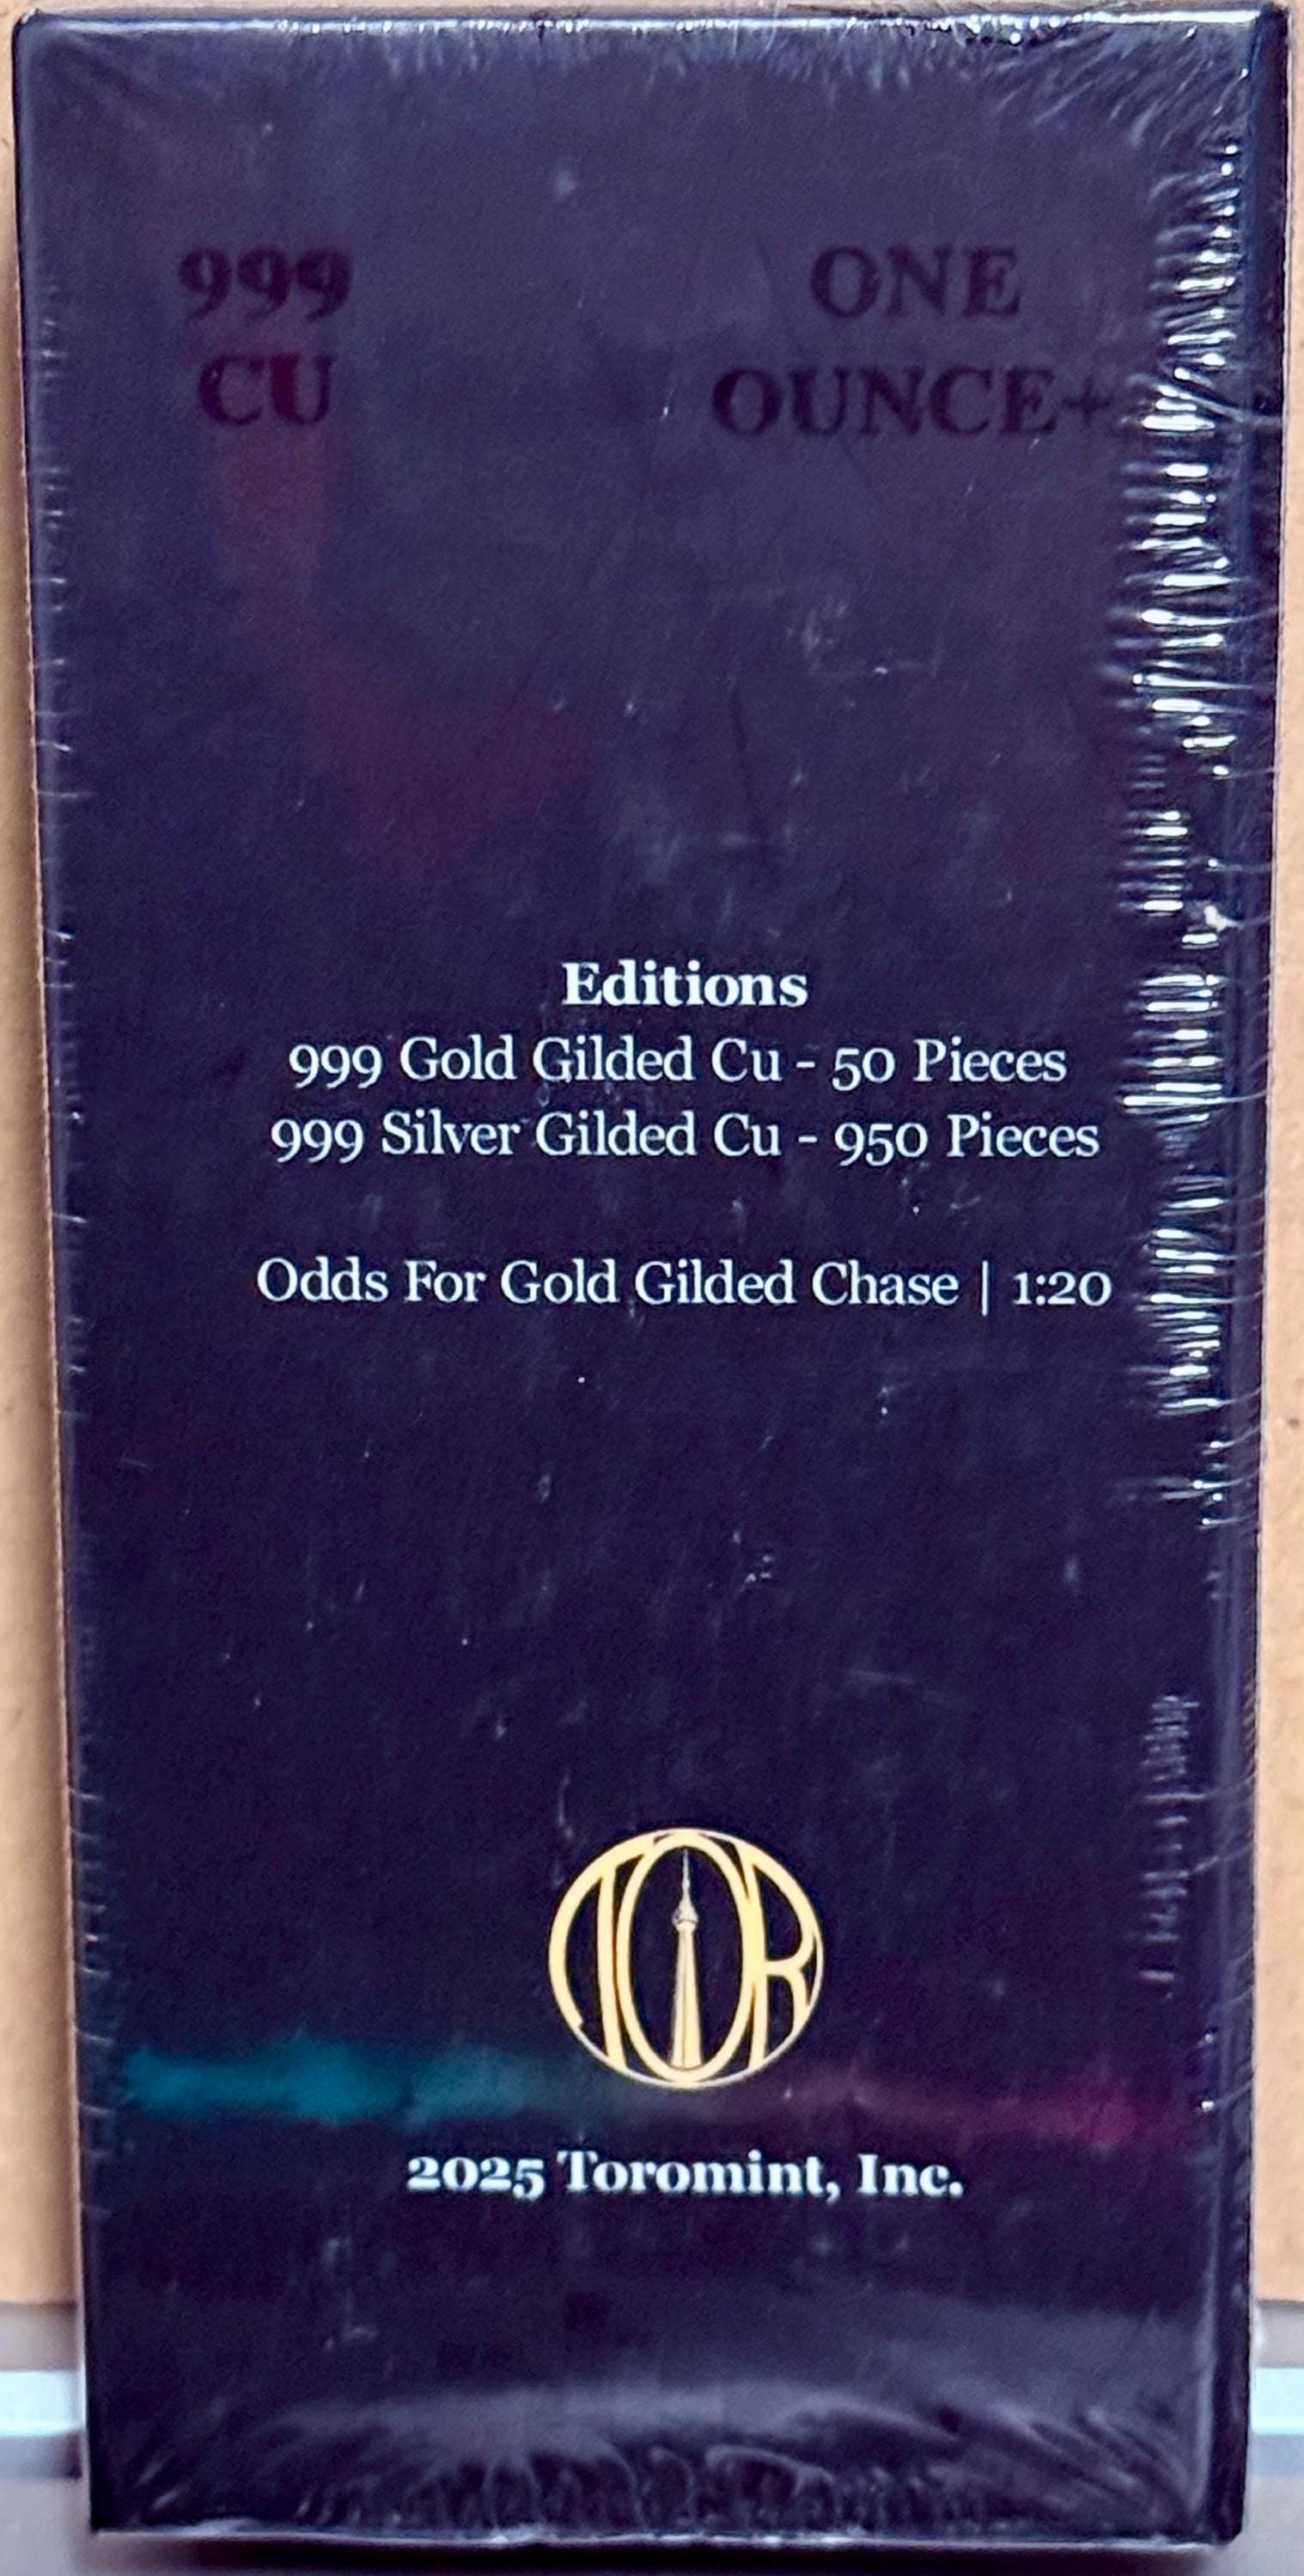 999
CU
ONE
OUNCE+
Editions
999 Gold Gilded Cu - 50 Pieces
999 Silver Gilded Cu - 950 Pieces
Odds For Gold Gilded Chase | 1:20
TOR
2025 Toromint, Inc.